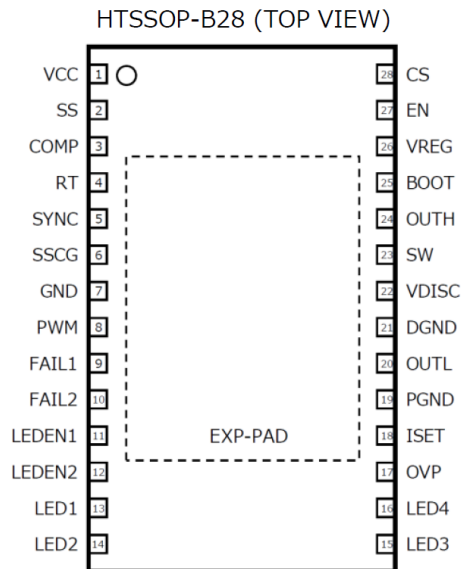 HTSSOP-B28 (TOP VIEW)
VCC 1 28 CS
SS 2 27 EN
COMP 3 26 VREG
RT 4 25 BOOT
SYNC 5 24 OUTH
SSCG 6 23 SW
GND 7 22 VDISC
PWM 8 21 DGND
FAIL1 9 20 OUTL
FAIL2 10 19 PGND
LEDEN1 11 EXP-PAD 18 ISET
LEDEN2 12 17 OVP
LED1 13 16 LED4
LED2 14 15 LED3